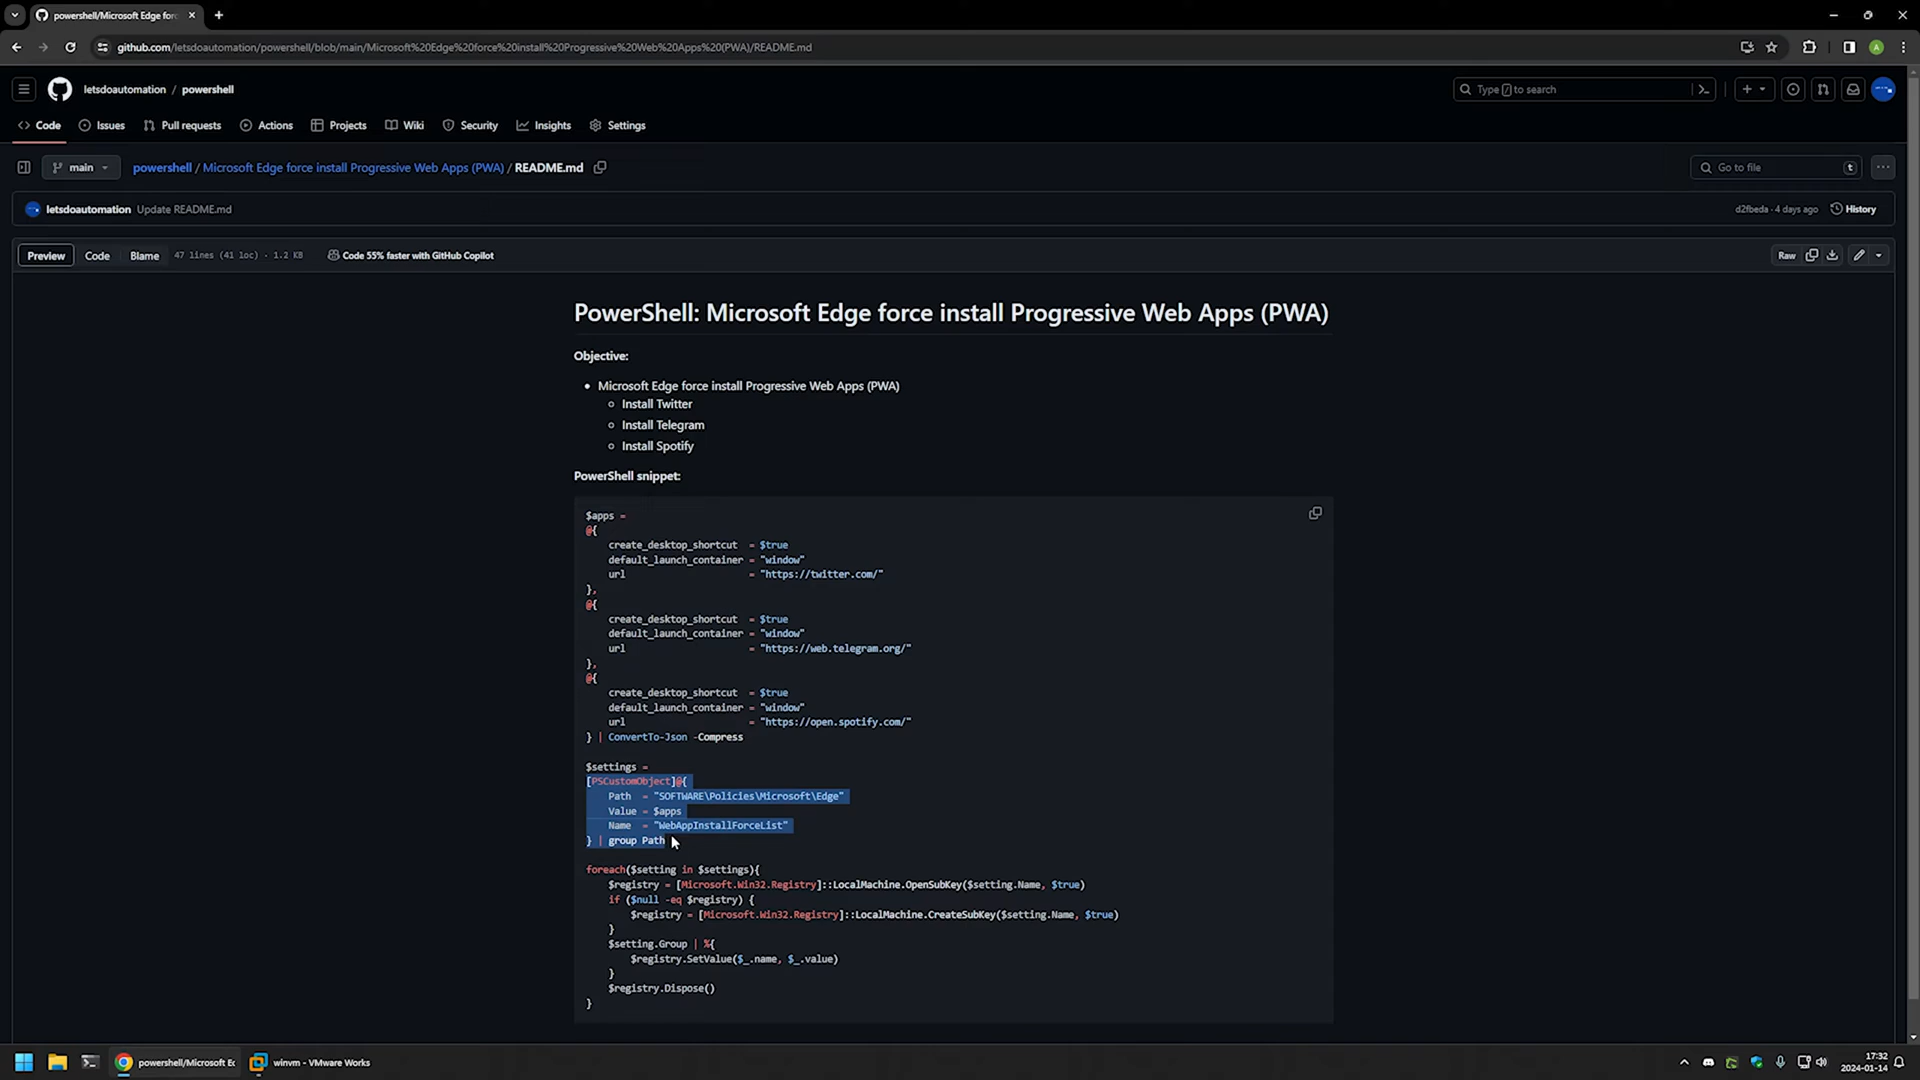 powershell/Microsoft Edge for
github.com/letsdoautomation/powershell/blob/main/Microsoft%20Edge%20force%20install%20Progressive%20Web%20Apps%20(PWA)/README.md
A
letsdoautomation / powershell
Type / to search
Code
Issues
Pull requests
Actions
Projects
Wiki
Security
Insights
Settings
main
powershell / Microsoft Edge force install Progressive Web Apps (PWA) / README.md
Go to file
t
letsdoautomation Update README.md
d2fbeda · 4 days ago
History
Preview
Code
Blame
47 lines (41 loc) · 1.2 KB
Code 55% faster with GitHub Copilot
Raw
PowerShell: Microsoft Edge force install Progressive Web Apps (PWA)
Objective:
• Microsoft Edge force install Progressive Web Apps (PWA)
○ Install Twitter
○ Install Telegram
○ Install Spotify
PowerShell snippet:
$apps =
@{
    create_desktop_shortcut  = $true
    default_launch_container = "window"
    url                      = "https://twitter.com/"
},
@{
    create_desktop_shortcut  = $true
    default_launch_container = "window"
    url                      = "https://web.telegram.org/"
},
@{
    create_desktop_shortcut  = $true
    default_launch_container = "window"
    url                      = "https://open.spotify.com/"
} | ConvertTo-Json -Compress
$settings =
[PSCustomObject]@{
    Path  = "SOFTWARE\Policies\Microsoft\Edge"
    Value = $apps
    Name  = "WebAppInstallForceList"
} | group Path
foreach($setting in $settings){
    $registry = [Microsoft.Win32.Registry]::LocalMachine.OpenSubKey($setting.Name, $true)
    if ($null -eq $registry) {
        $registry = [Microsoft.Win32.Registry]::LocalMachine.CreateSubKey($setting.Name, $true)
    }
    $setting.Group | %{
        $registry.SetValue($_.name, $_.value)
    }
    $registry.Dispose()
}
powershell/Microsoft Ec
winvm - VMware Works
17:32
2024-01-14